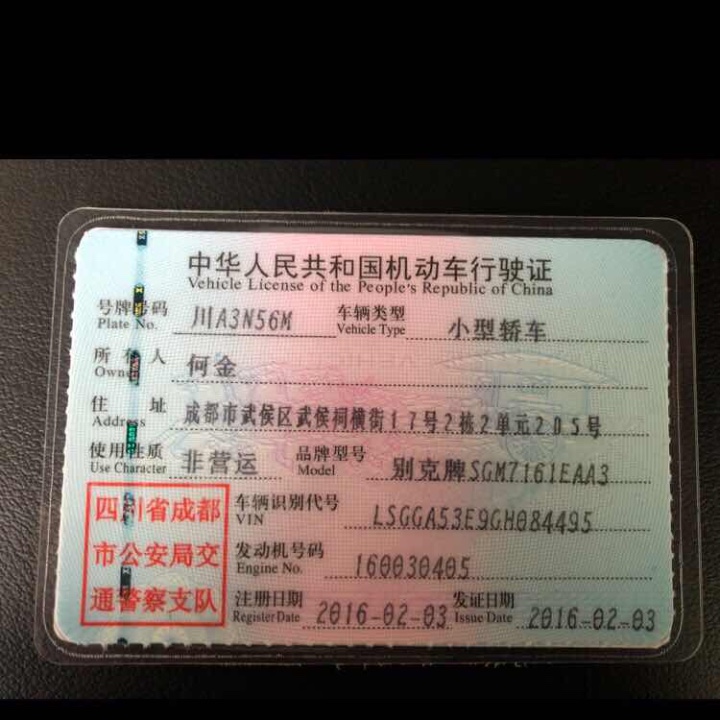 中华人民共和国机动车行驶证
Vehicle License of the People's Republic of China
号牌号码 川A3N56M 车辆类型 小型轿车
Plate No. Vehicle Type
所有人 何金
Owner
住址 成都市武侯区武侯祠横街17号2栋2单元205号
Address
使用性质 非营运 品牌型号 别克牌SGM7161EAA3
Use Character Model
四川省成都
市公安局交
通警察支队
车辆识别代号 LSGGA53E9GH084495
VIN
发动机号码 160030405
Engine No.
注册日期 2016-02-03 发证日期 2016-02-03
Register Date Issue Date